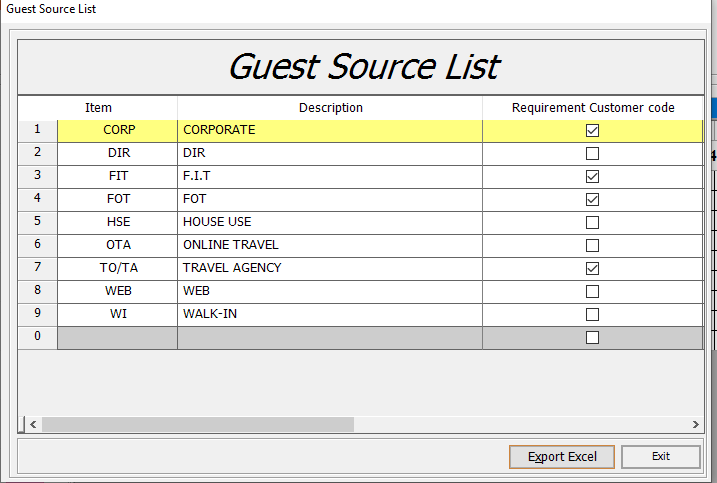 Guest Source List
Guest Source List
Item Description Requirement Customer code
1 CORP CORPORATE
2 DIR DIR
3 FIT F.I.T
4 FOT FOT
5 HSE HOUSE USE
6 OTA ONLINE TRAVEL
7 TO/TA TRAVEL AGENCY
8 WEB WEB
9 WI WALK-IN
0
Export Excel Exit